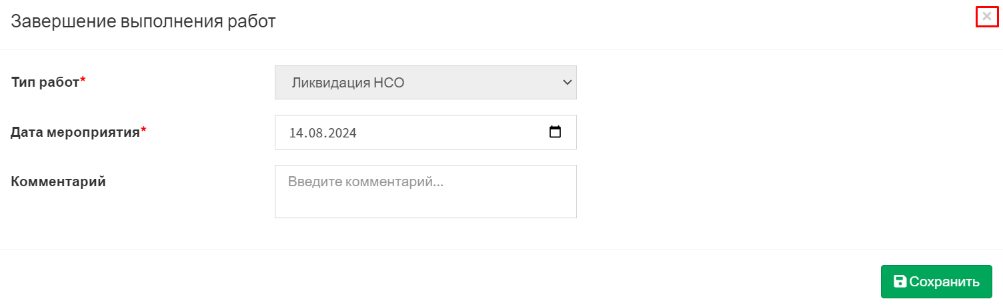 Завершение выполнения работ
×
Тип работ*
Ликвидация НСО
Дата мероприятия*
14.08.2024
Комментарий
Введите комментарий...
Сохранить